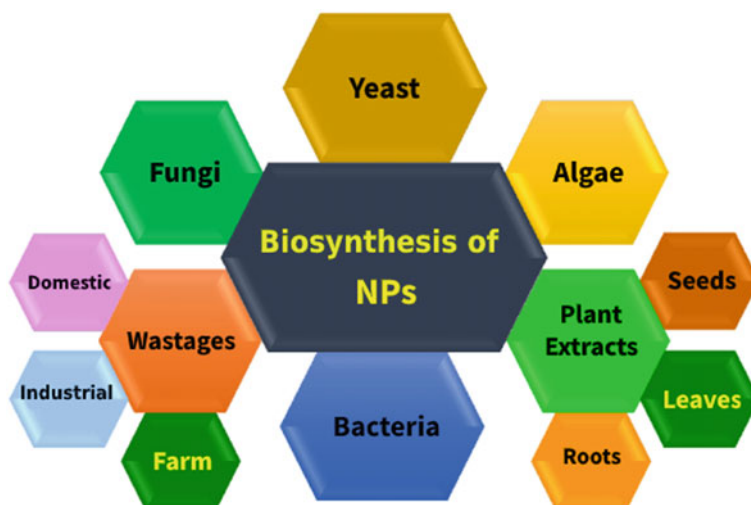 Yeast
Fungi
Algae
Biosynthesis of
NPs
Domestic
Wastages
Industrial
Farm
Bacteria
Plant
Extracts
Seeds
Leaves
Roots